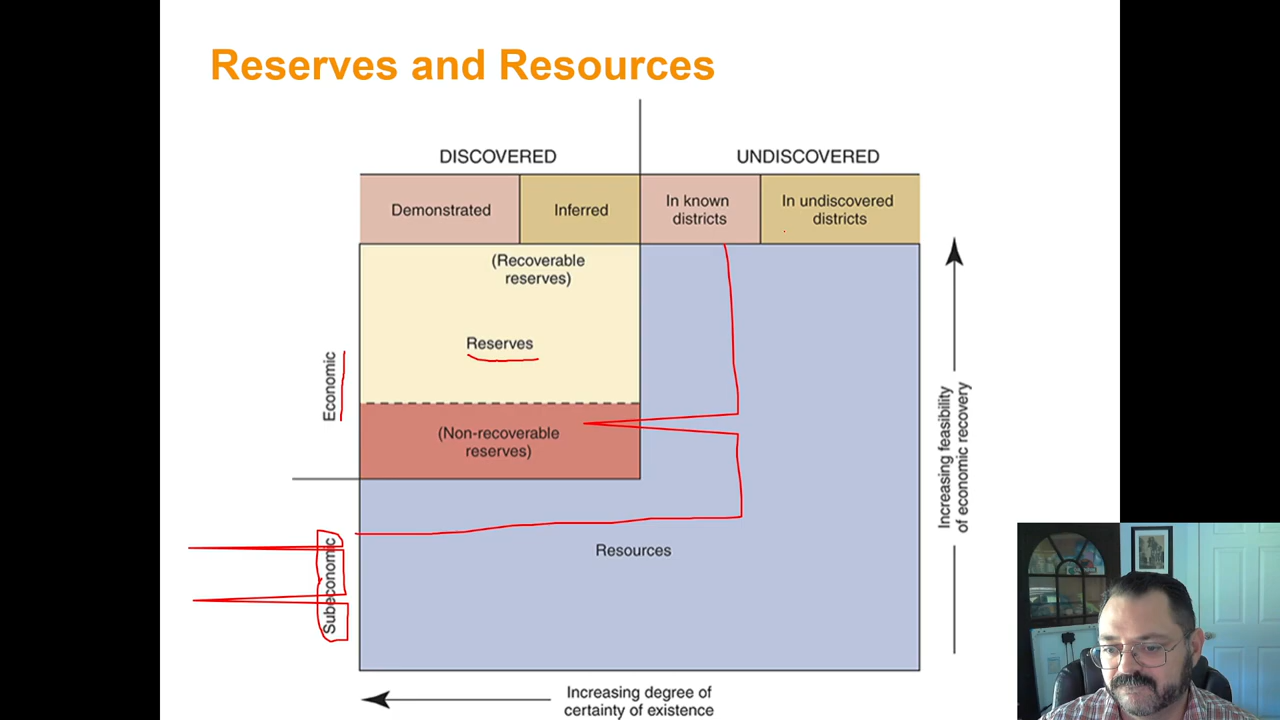 Reserves and Resources
DISCOVERED
UNDISCOVERED
Demonstrated
Inferred
In known
districts
In undiscovered
districts
(Recoverable
reserves)
Reserves
Economic
(Non-recoverable
reserves)
Increasing feasibility
of economic recovery
Resources
Subeconomic
Increasing degree of
certainty of existence